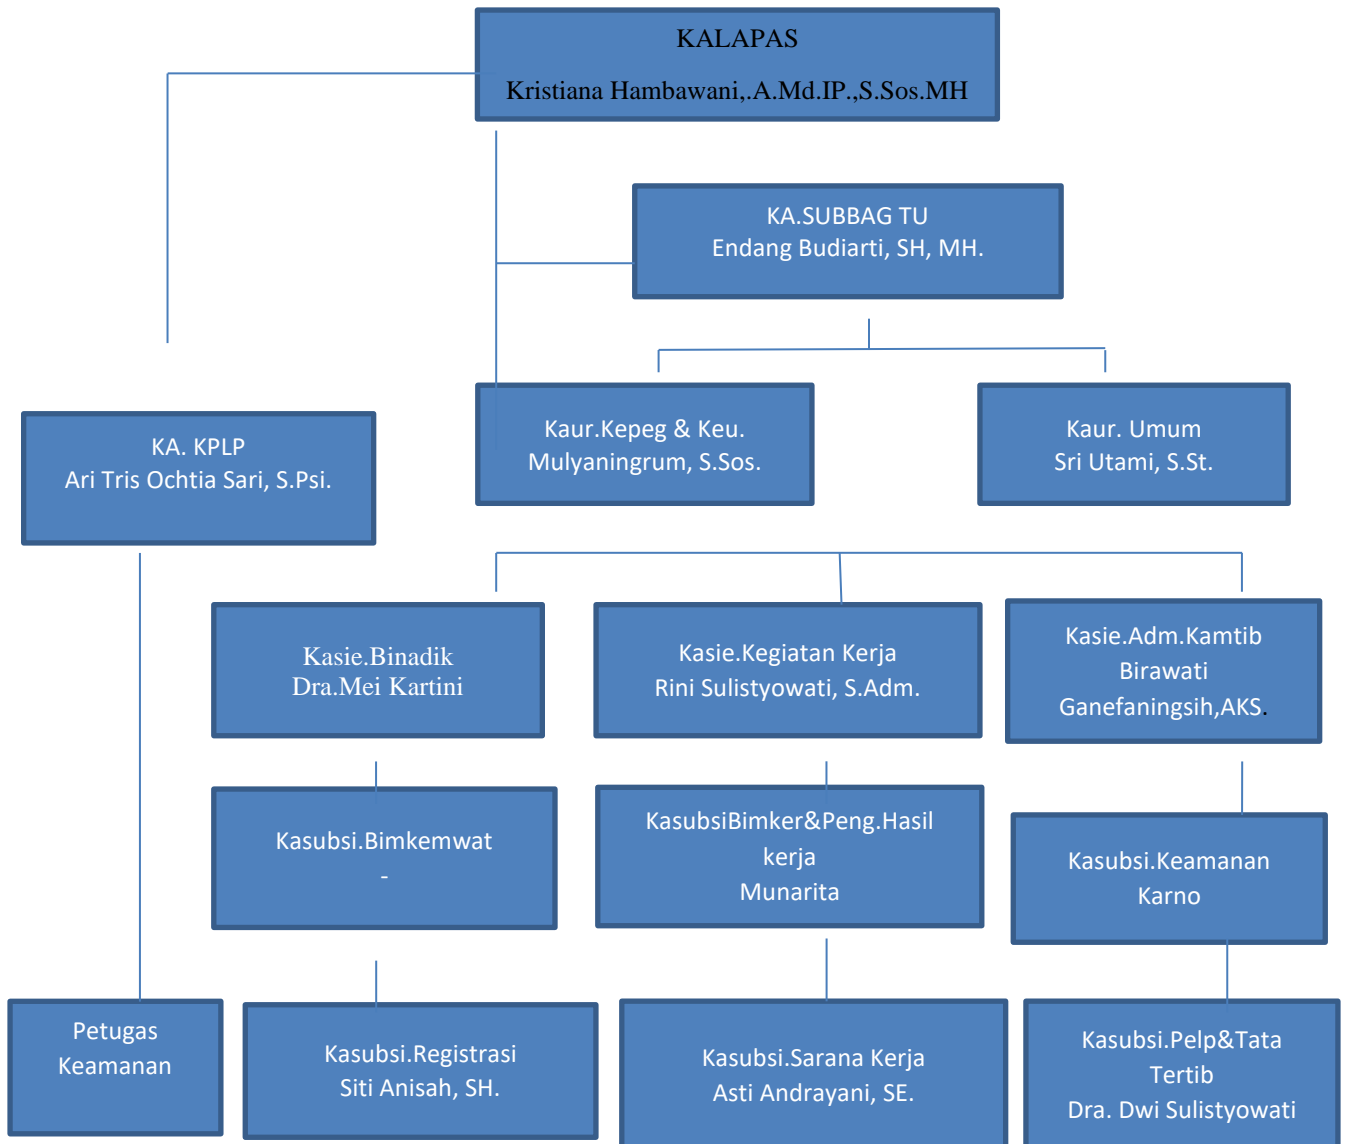 KALAPAS
Kristiana Hambawani,.A.Md.IP.,S.Sos.MH
KA.SUBBAG TU
Endang Budiarti, SH, MH.
Kaur.Kepeg & Keu.
Mulyaningrum, S.Sos.
Kaur. Umum
Sri Utami, S.St.
KA. KPLP
Ari Tris Ochtia Sari, S.Psi.
Kasie.Binadik
Dra.Mei Kartini
Kasie.Kegiatan Kerja
Rini Sulistyowati, S.Adm.
Kasie.Adm.Kamtib
Birawati
Ganefaningsih,AKS.
Kasubsi.Bimkemwat
-
KasubsiBimker&Peng.Hasil
kerja
Munarita
Kasubsi.Keamanan
Karno
Petugas
Keamanan
Kasubsi.Registrasi
Siti Anisah, SH.
Kasubsi.Sarana Kerja
Asti Andrayani, SE.
Kasubsi.Pelp&Tata
Tertib
Dra. Dwi Sulistyowati